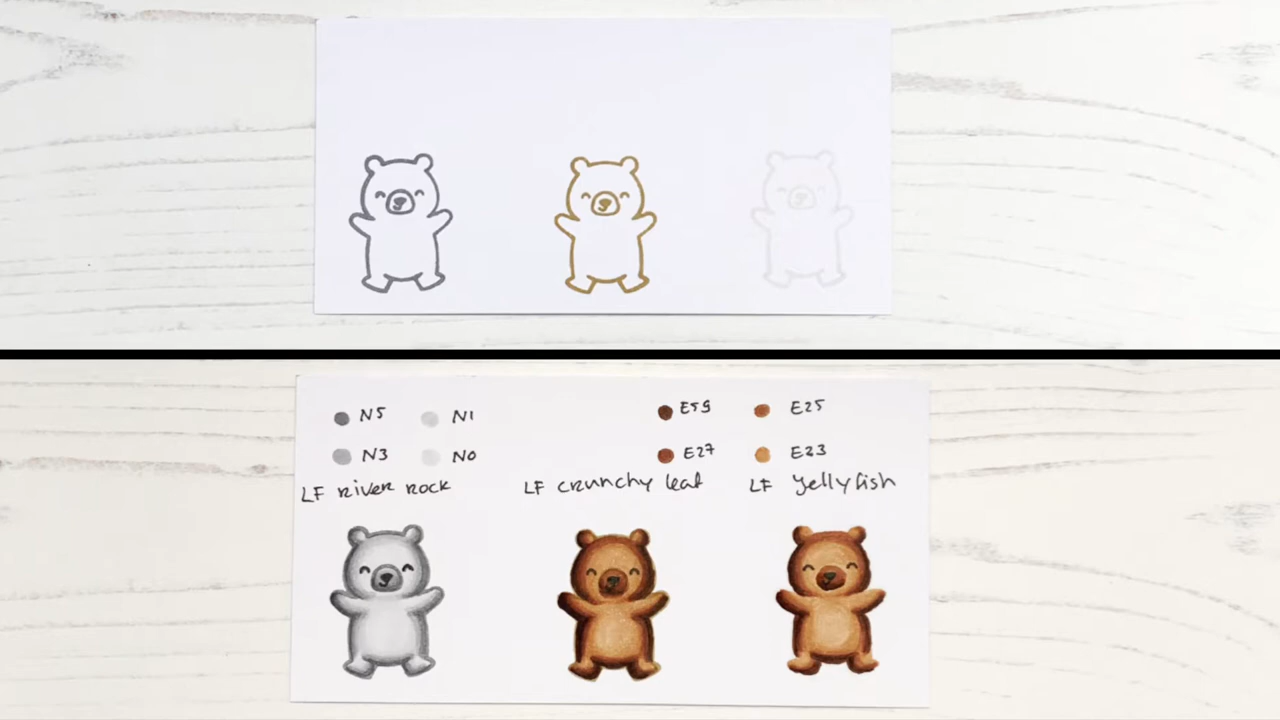 N5 N1 E59 E25
N3 N0 E27 E23
LF river rock LF crunchy leaf LF Jellyfish